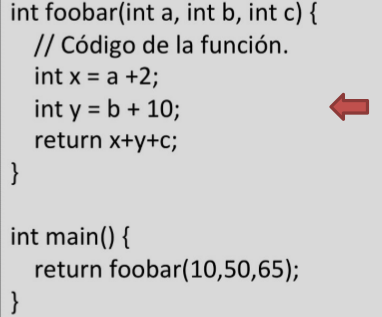 int foobar(int a, int b, int c) {
// Código de la función.
int x = a +2;
int y = b + 10;
return x+y+c;
}
int main() {
return foobar(10,50,65);
}